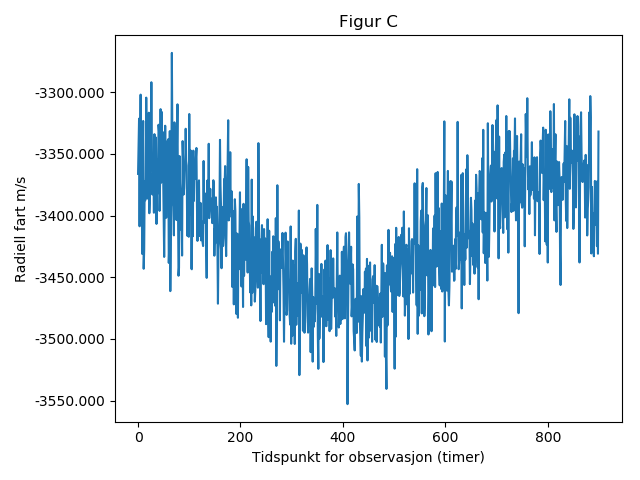 Figur C
Radiell fart m/s
-3300.000
-3350.000
-3400.000
-3450.000
-3500.000
-3550.000
0 200 400 600 800
Tidspunkt for observasjon (timer)